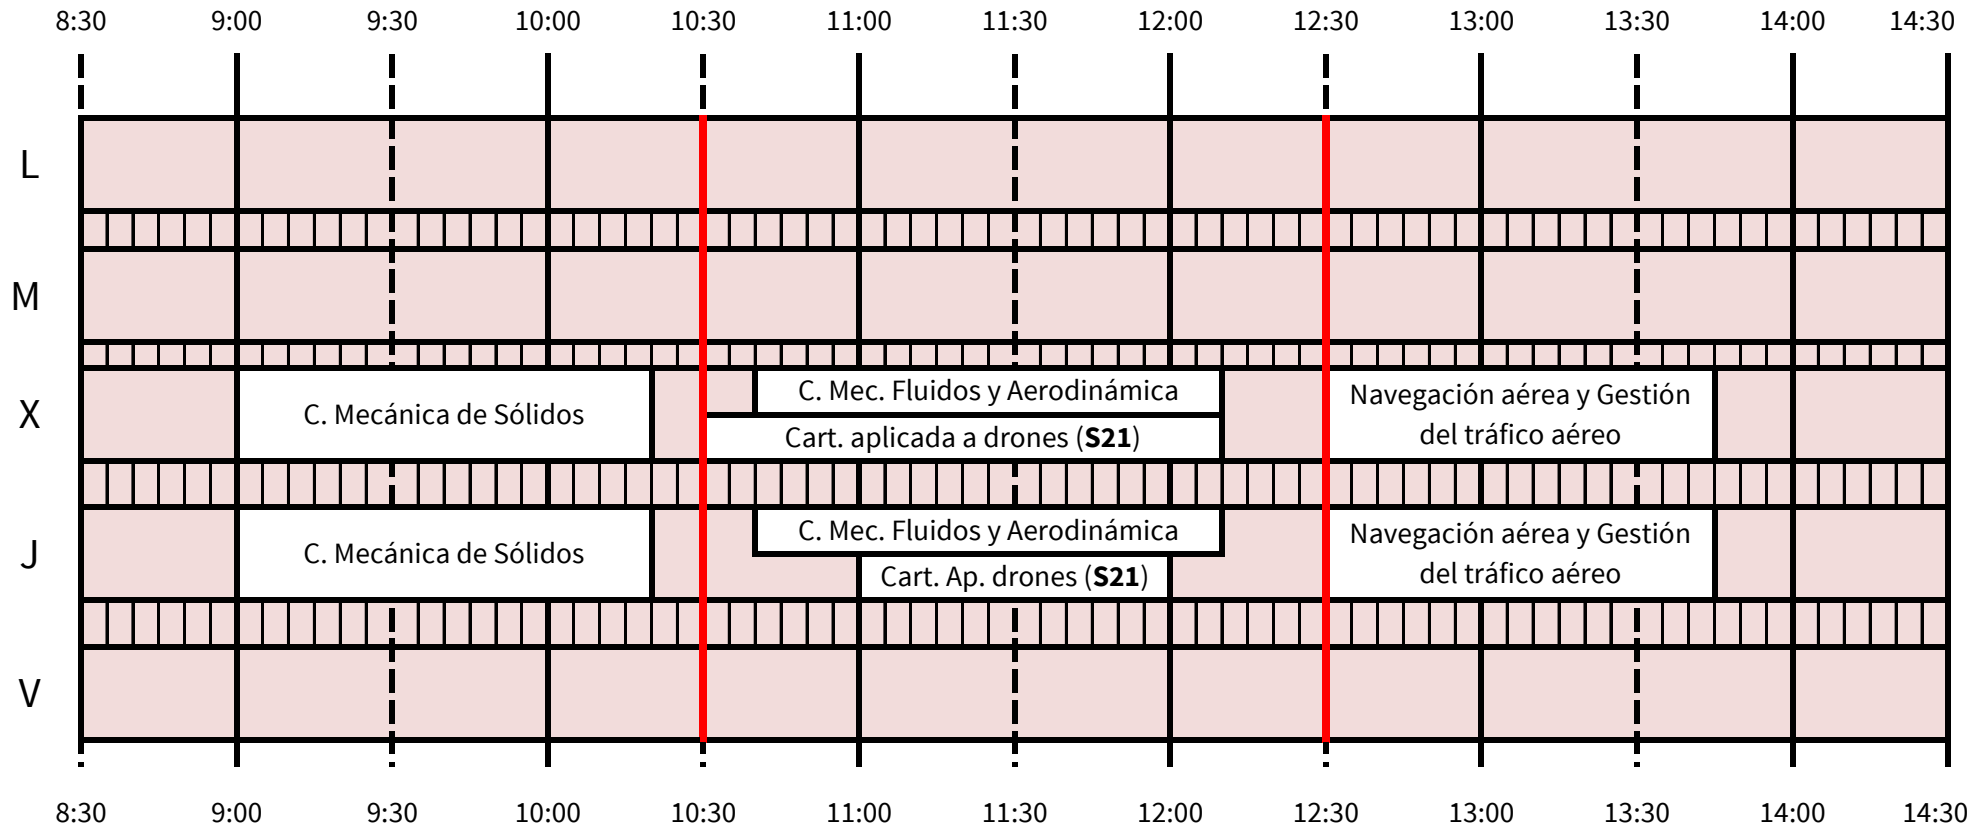 8:30 9:00 9:30 10:00 10:30 11:00 11:30 12:00 12:30 13:00 13:30 14:00 14:30
L
M
X
C. Mecánica de Sólidos
C. Mec. Fluidos y Aerodinámica
Cart. aplicada a drones (S21)
Navegación aérea y Gestión
del tráfico aéreo
J
C. Mecánica de Sólidos
C. Mec. Fluidos y Aerodinámica
Cart. Ap. drones (S21)
Navegación aérea y Gestión
del tráfico aéreo
V
8:30 9:00 9:30 10:00 10:30 11:00 11:30 12:00 12:30 13:00 13:30 14:00 14:30